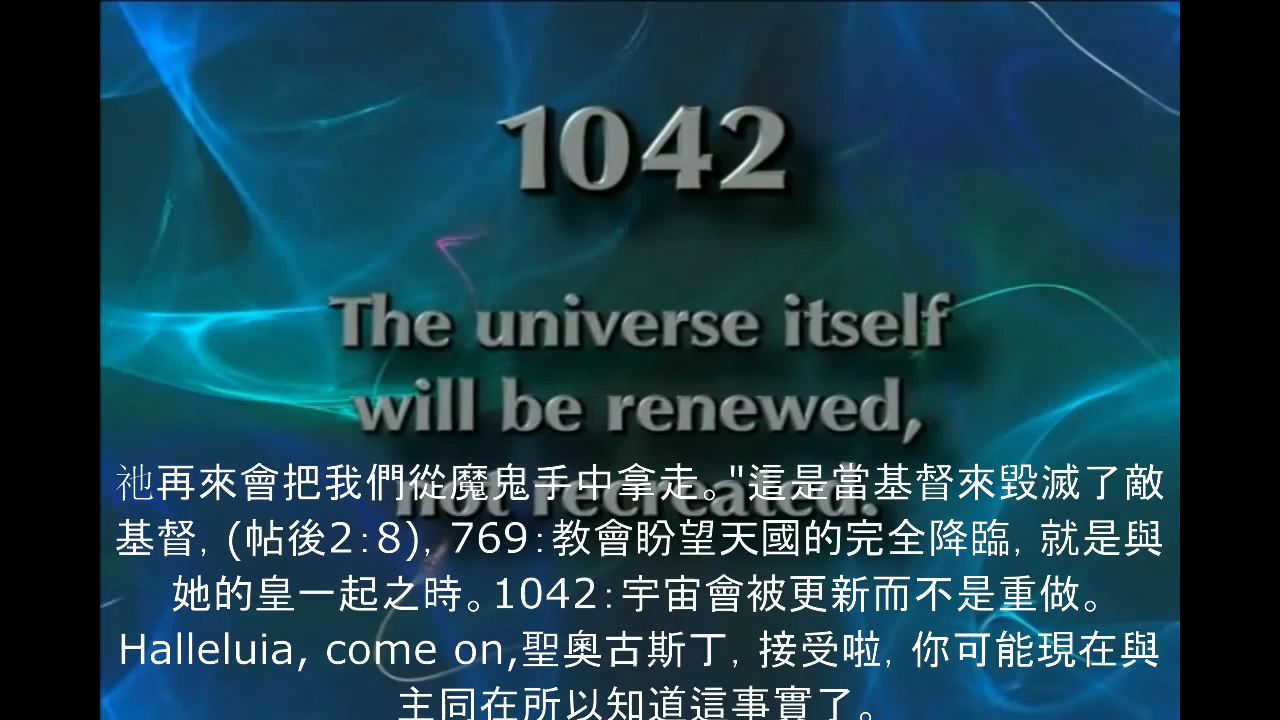 1042
The universe itself
will be renewed,
not recreated.
祂再來會把我們從魔鬼手中拿走。"這是當基督來毀滅了敵
基督, (帖後2:8), 769:教會盼望天國的完全降臨, 就是與
她的皇一起之時。1042:宇宙會被更新而不是重做。
Halleluia, come on,聖奧古斯丁, 接受啦, 你可能現在與
主同在所以知道這事實了。